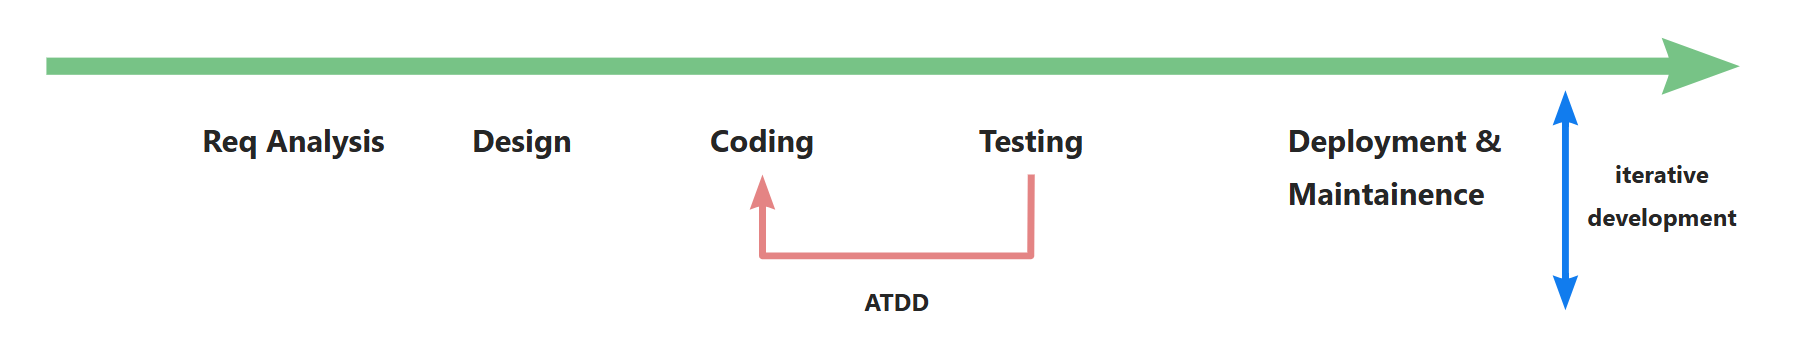 Req Analysis
Design
Coding
Testing
Deployment &
Maintainence
iterative
development
ATDD